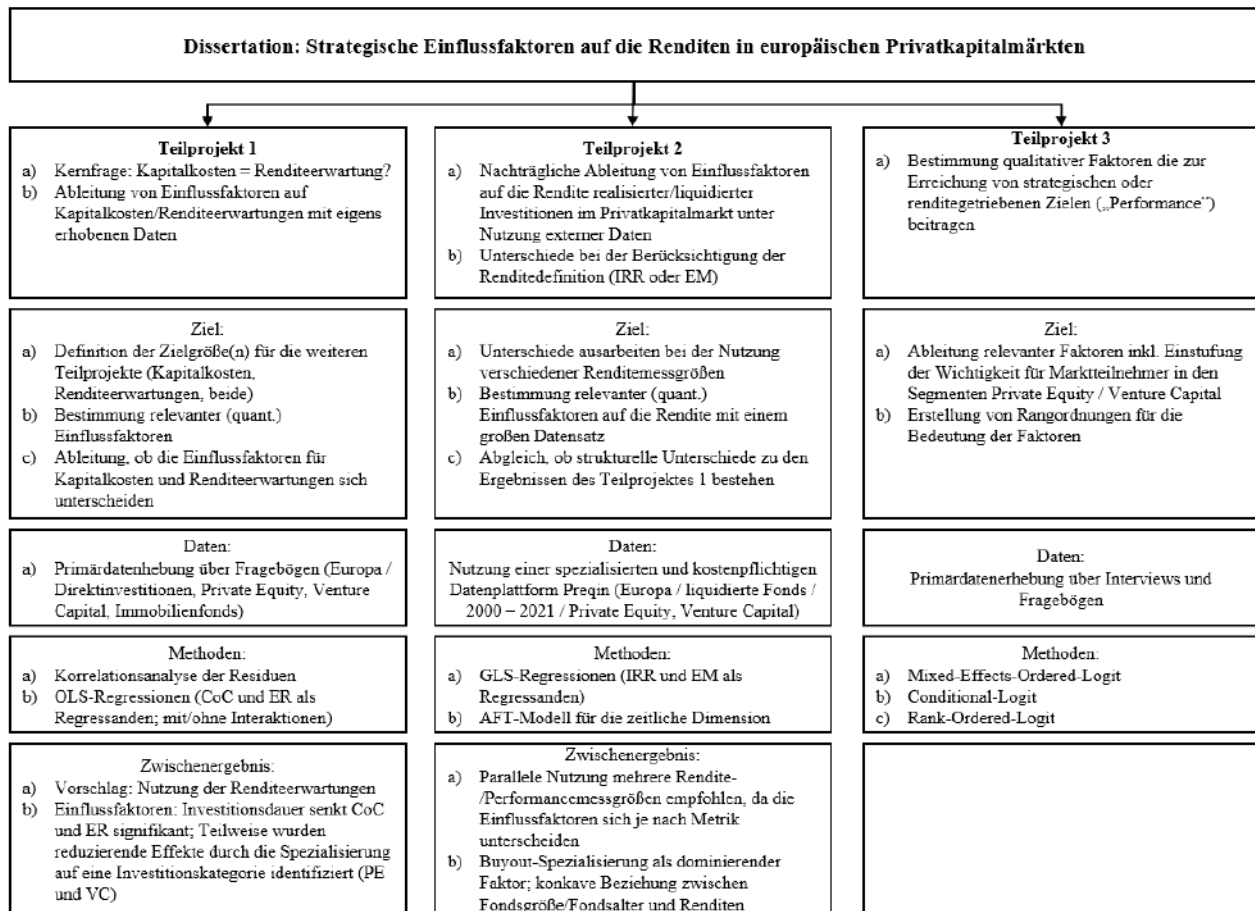 Dissertation: Strategische Einflussfaktoren auf die Renditen in europäischen Privatkapitalmärkten
Teilprojekt 1
a) Kernfrage: Kapitalkosten = Renditeerwartung?
b) Ableitung von Einflussfaktoren auf
Kapitalkosten/Renditeerwartungen mit eigens
erhobenen Daten
Ziel:
a) Definition der Zielgröße(n) für die weiteren
Teilprojekte (Kapitalkosten,
Renditeerwartungen, beide)
b) Bestimmung relevanter (quant.)
Einflussfaktoren
c) Ableitung, ob die Einflussfaktoren für
Kapitalkosten und Renditeerwartungen sich
unterscheiden
Daten:
a) Primärdatenhebung über Fragebögen (Europa /
Direktinvestitionen, Private Equity, Venture
Capital, Immobilienfonds)
Methoden:
a) Korrelationsanalyse der Residuen
b) OLS-Regressionen (CoC und ER als
Regressanden; mit/ohne Interaktionen)
Zwischenergebnis:
a) Vorschlag: Nutzung der Renditeerwartungen
b) Einflussfaktoren: Investitionsdauer senkt CoC
und ER signifikant; Teilweise wurden
reduzierende Effekte durch die Spezialisierung
auf eine Investitionskategorie identifiziert (PE
und VC)
Teilprojekt 2
a) Nachträgliche Ableitung von Einflussfaktoren
auf die Rendite realisierter/liquidierter
Investitionen im Privatkapitalmarkt unter
Nutzung externer Daten
b) Unterschiede bei der Berücksichtigung der
Renditedefinition (IRR oder EM)
Ziel:
a) Unterschiede ausarbeiten bei der Nutzung
verschiedener Renditemessgrößen
b) Bestimmung relevanter (quant.)
Einflussfaktoren auf die Rendite mit einem
großen Datensatz
c) Abgleich, ob strukturelle Unterschiede zu den
Ergebnissen des Teilprojektes 1 bestehen
Daten:
Nutzung einer spezialisierten und kostenpflichtigen
Datenplattform Preqin (Europa / liquidierte Fonds /
2000 – 2021 / Private Equity, Venture Capital)
Methoden:
a) GLS-Regressionen (IRR und EM als
Regressanden)
b) AFT-Modell für die zeitliche Dimension
Zwischenergebnis:
a) Parallele Nutzung mehrere Rendite-
/Performancemessgrößen empfohlen, da die
Einflussfaktoren sich je nach Metrik
unterscheiden
b) Buyout-Spezialisierung als dominierender
Faktor; konkave Beziehung zwischen
Fondsgröße/Fondsalter und Renditen
Teilprojekt 3
a) Bestimmung qualitativer Faktoren die zur
Erreichung von strategischen oder
renditegetriebenen Zielen („Performance“)
beitragen
Ziel:
a) Ableitung relevanter Faktoren inkl. Einstufung
der Wichtigkeit für Marktteilnehmer in den
Segmenten Private Equity / Venture Capital
b) Erstellung von Rangordnungen für die
Bedeutung der Faktoren
Daten:
Primärdatenerhebung über Interviews und
Fragebögen
Methoden:
a) Mixed-Effects-Ordered-Logit
b) Conditional-Logit
c) Rank-Ordered-Logit